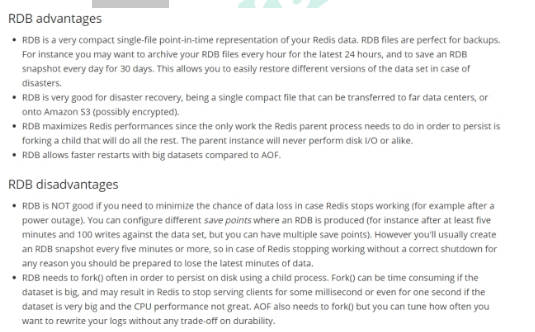 RDB advantages
• RDB is a very compact single-file point-in-time representation of your Redis data. RDB files are perfect for backups.
For instance you may want to archive your RDB files every hour for the latest 24 hours, and to save an RDB
snapshot every day for 30 days. This allows you to easily restore different versions of the data set in case of
disasters.
• RDB is very good for disaster recovery, being a single compact file that can be transferred to far data centers, or
onto Amazon S3 (possibly encrypted).
• RDB maximizes Redis performances since the only work the Redis parent process needs to do in order to persist is
forking a child that will do all the rest. The parent instance will never perform disk I/O or alike.
• RDB allows faster restarts with big datasets compared to AOF.
RDB disadvantages
• RDB is NOT good if you need to minimize the chance of data loss in case Redis stops working (for example after a
power outage). You can configure different save points where an RDB is produced (for instance after at least five
minutes and 100 writes against the data set, but you can have multiple save points). However you'll usually create
an RDB snapshot every five minutes or more, so in case of Redis stopping working without a correct shutdown for
any reason you should be prepared to lose the latest minutes of data.
• RDB needs to fork() often in order to persist on disk using a child process. Fork() can be time consuming if the
dataset is big, and may result in Redis to stop serving clients for some millisecond or even for one second if the
dataset is very big and the CPU performance not great. AOF also needs to fork() but you can tune how often you
want to rewrite your logs without any trade-off on durability.